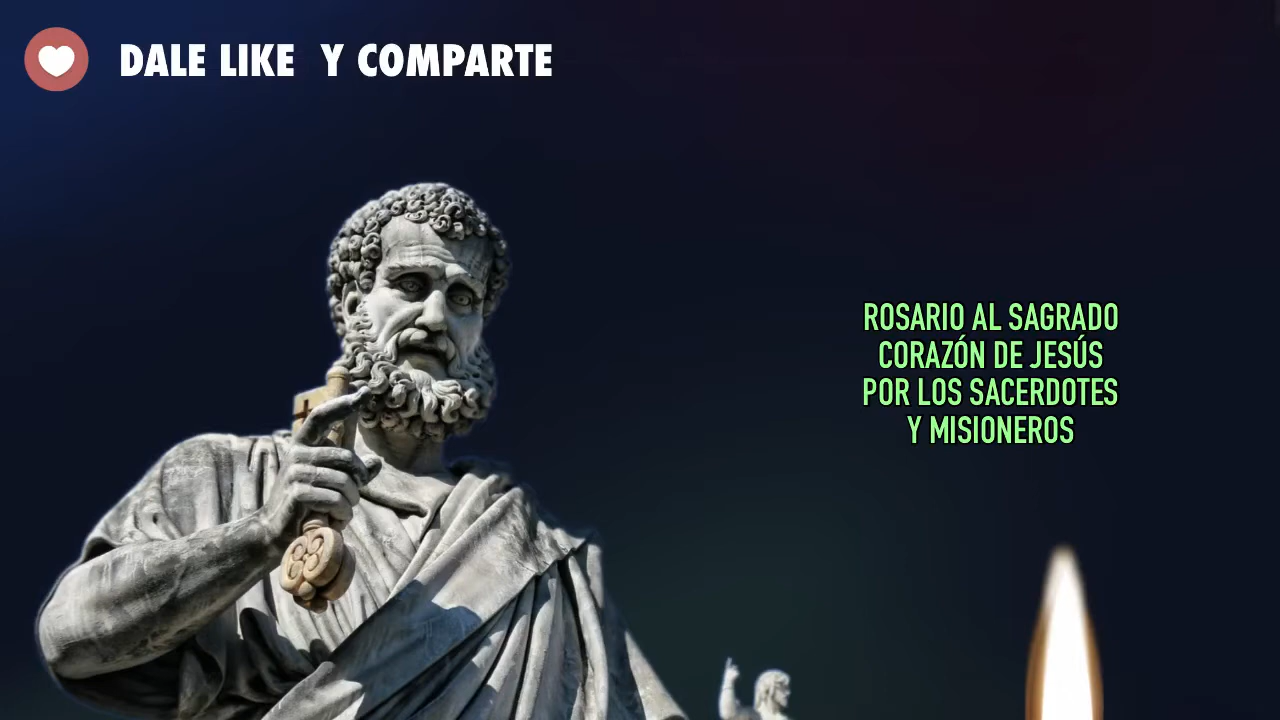 DALE LIKE Y COMPARTE
ROSARIO AL SAGRADO
CORAZÓN DE JESÚS
POR LOS SACERDOTES
Y MISIONEROS